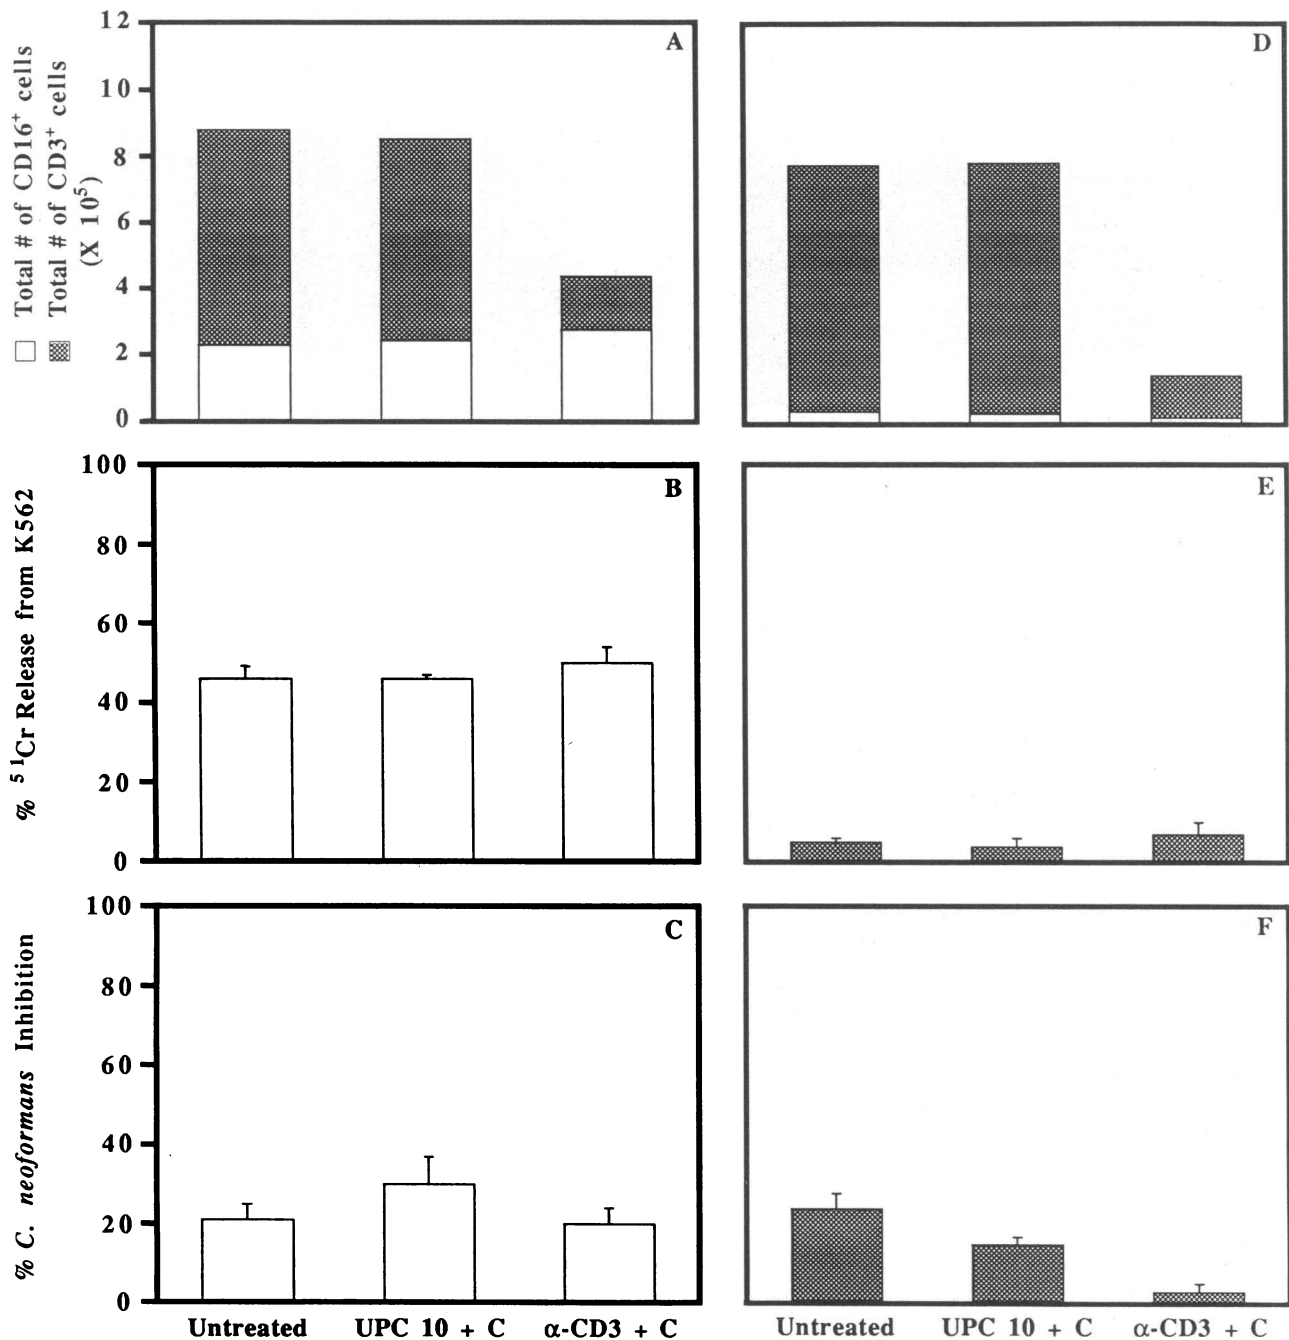 Total # of CD16⁺ cells
Total # of CD3⁺ cells
(X 10⁵)
12
10
8
6
4
2
0
A
D
% ⁵¹Cr Release from K562
100
80
60
40
20
0
B
E
% C. neoformans Inhibition
100
80
60
40
20
0
C
F
Untreated UPC 10 + C α-CD3 + C
Untreated UPC 10 + C α-CD3 + C